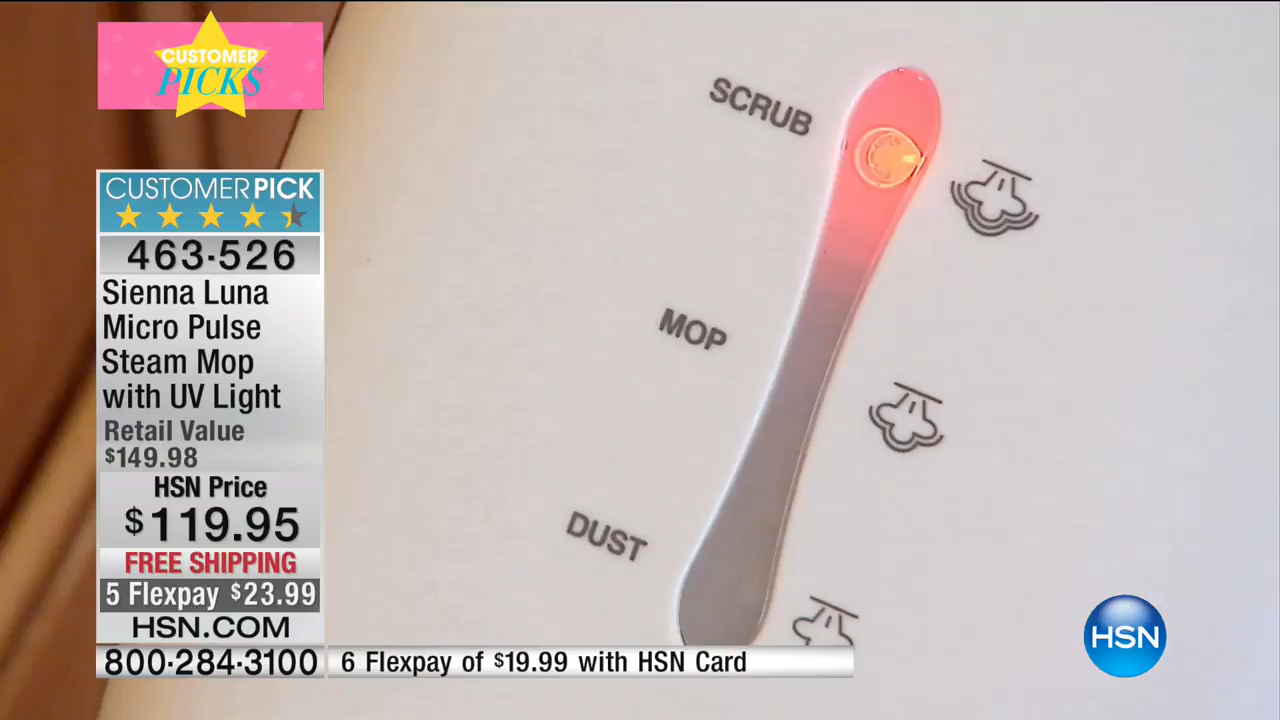 CUSTOMER
PICKS
CUSTOMER PICK
463·526
Sienna Luna
Micro Pulse
Steam Mop
with UV Light
Retail Value
$149.98
HSN Price
$119.95
FREE SHIPPING
5 Flexpay $23.99
HSN.COM
800·284·3100
6 Flexpay of $19.99 with HSN Card
SCRUB
MOP
DUST
HSN